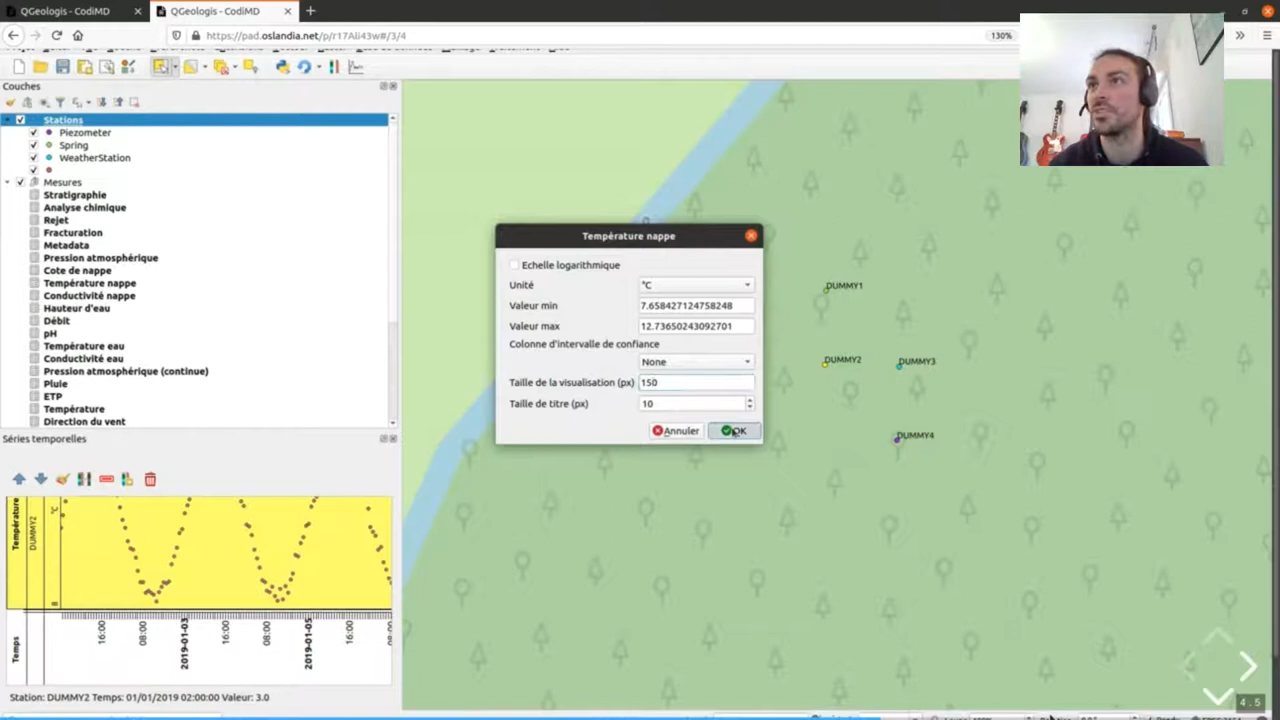 QGeologis - CodiMD
QGeologis - CodiMD
https://pad.oslandia.net/p/r17Ali43w#/3/4
130%
Couches
Stations
Piezometer
Spring
WeatherStation
Mesures
Stratigraphie
Analyse chimique
Rejet
Fracturation
Metadata
Pression atmosphérique
Cote de nappe
Température nappe
Conductivité nappe
Hauteur d'eau
Débit
pH
Température eau
Conductivité eau
Pression atmosphérique (continue)
Pluie
ETP
Température
Direction du vent
Séries temporelles
Température
DUMMY2
°C
8
Temps
16:00
08:00
2019-01-03
16:00
08:00
2019-01-05
16:00
Station: DUMMY2 Temps: 01/01/2019 02:00:00 Valeur: 3.0
Température nappe
Echelle logarithmique
Unité
°C
Valeur min
7.658427124758248
Valeur max
12.73650243092701
Colonne d'intervalle de confiance
None
Taille de la visualisation (px)
150
Taille de titre (px)
10
Annuler
OK
DUMMY1
DUMMY2
DUMMY3
DUMMY4
4.5